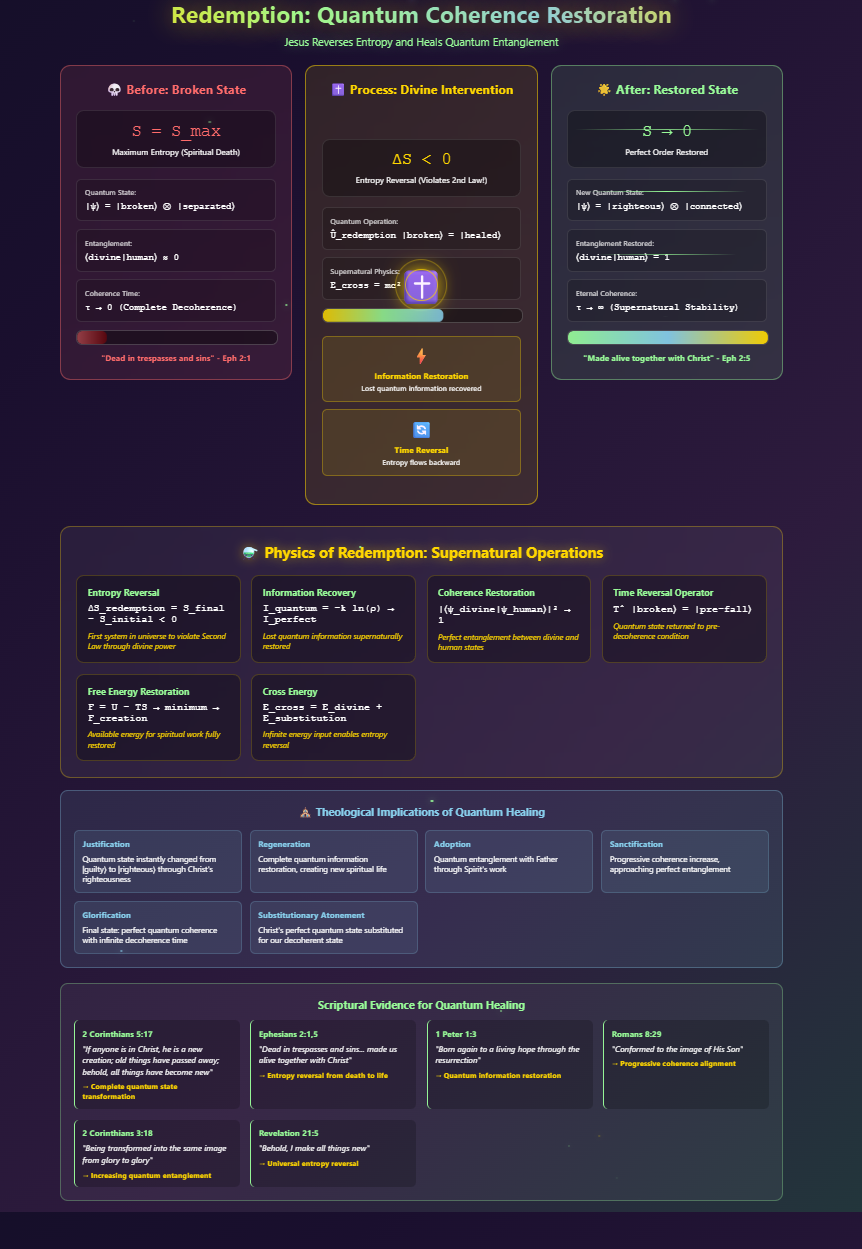 Redemption: Quantum Coherence Restoration
Jesus Reverses Entropy and Heals Quantum Entanglement
Before: Broken State
S = S_max
Maximum Entropy (Spiritual Death)
Quantum State:
|ψ⟩ = |broken⟩ ⊗ |separated⟩
Entanglement:
⟨divine|human⟩ ≈ 0
Coherence Time:
τ → 0 (Complete Decoherence)
"Dead in trespasses and sins" - Eph 2:1
Process: Divine Intervention
ΔS < 0
Entropy Reversal (Violates 2nd Law!)
Quantum Operation:
Û_redemption |broken⟩ = |healed⟩
Supernatural Physics:
E_cross = mc²
Information Restoration
Lost quantum information recovered
Time Reversal
Entropy flows backward
After: Restored State
S → 0
Perfect Order Restored
New Quantum State:
|ψ⟩ = |righteous⟩ ⊗ |connected⟩
Entanglement Restored:
⟨divine|human⟩ = 1
Eternal Coherence:
τ → ∞ (Supernatural Stability)
"Made alive together with Christ" - Eph 2:5
Physics of Redemption: Supernatural Operations
Entropy Reversal
ΔS_redemption = S_final
− S_initial < 0
First system in universe to violate Second
Law through divine power
Information Recovery
I_quantum = −k ln(ρ) →
I_perfect
Lost quantum information supernaturally
restored
Coherence Restoration
|⟨ψ_divine|ψ_human⟩|² →
1
Perfect entanglement between divine and
human states
Time Reversal Operator
T̂ |broken⟩ = |pre-fall⟩
Quantum state returned to pre-
decoherence condition
Free Energy Restoration
F = U − TS → minimum →
F_creation
Available energy for spiritual work fully
restored
Cross Energy
E_cross = E_divine +
E_substitution
Infinite energy input enables entropy
reversal
Theological Implications of Quantum Healing
Justification
Quantum state instantly changed from
|guilty⟩ to |righteous⟩ through Christ's
righteousness
Regeneration
Complete quantum information
restoration, creating new spiritual life
Adoption
Quantum entanglement with Father
through Spirit's work
Sanctification
Progressive coherence increase,
approaching perfect entanglement
Glorification
Final state: perfect quantum coherence
with infinite decoherence time
Substitutionary Atonement
Christ's perfect quantum state substituted
for our decoherent state
Scriptural Evidence for Quantum Healing
2 Corinthians 5:17
"If anyone is in Christ, he is a new
creation; old things have passed away;
behold, all things have become new"
→ Complete quantum state
transformation
Ephesians 2:1,5
"Dead in trespasses and sins... made us
alive together with Christ"
→ Entropy reversal from death to life
1 Peter 1:3
"Born again to a living hope through the
resurrection"
→ Quantum information restoration
Romans 8:29
"Conformed to the image of His Son"
→ Progressive coherence alignment
2 Corinthians 3:18
"Being transformed into the same image
from glory to glory"
→ Increasing quantum entanglement
Revelation 21:5
"Behold, I make all things new"
→ Universal entropy reversal